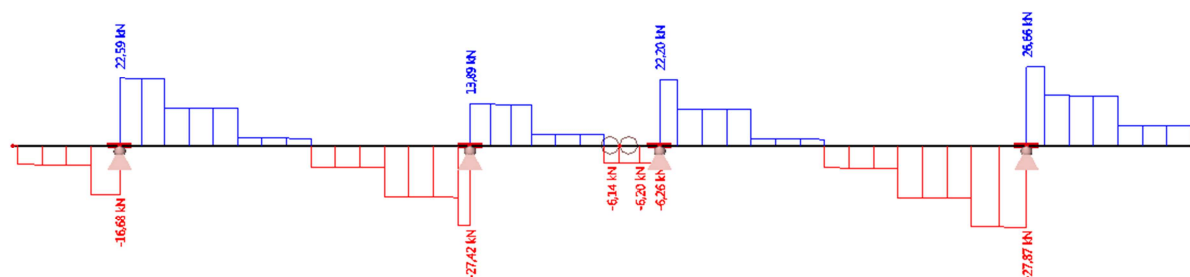 22,59 kN
-16,68 kN
13,89 kN
-27,42 kN
-6,14 kN
-6,20 kN
-6,26 kN
22,20 kN
26,66 kN
-27,87 kN